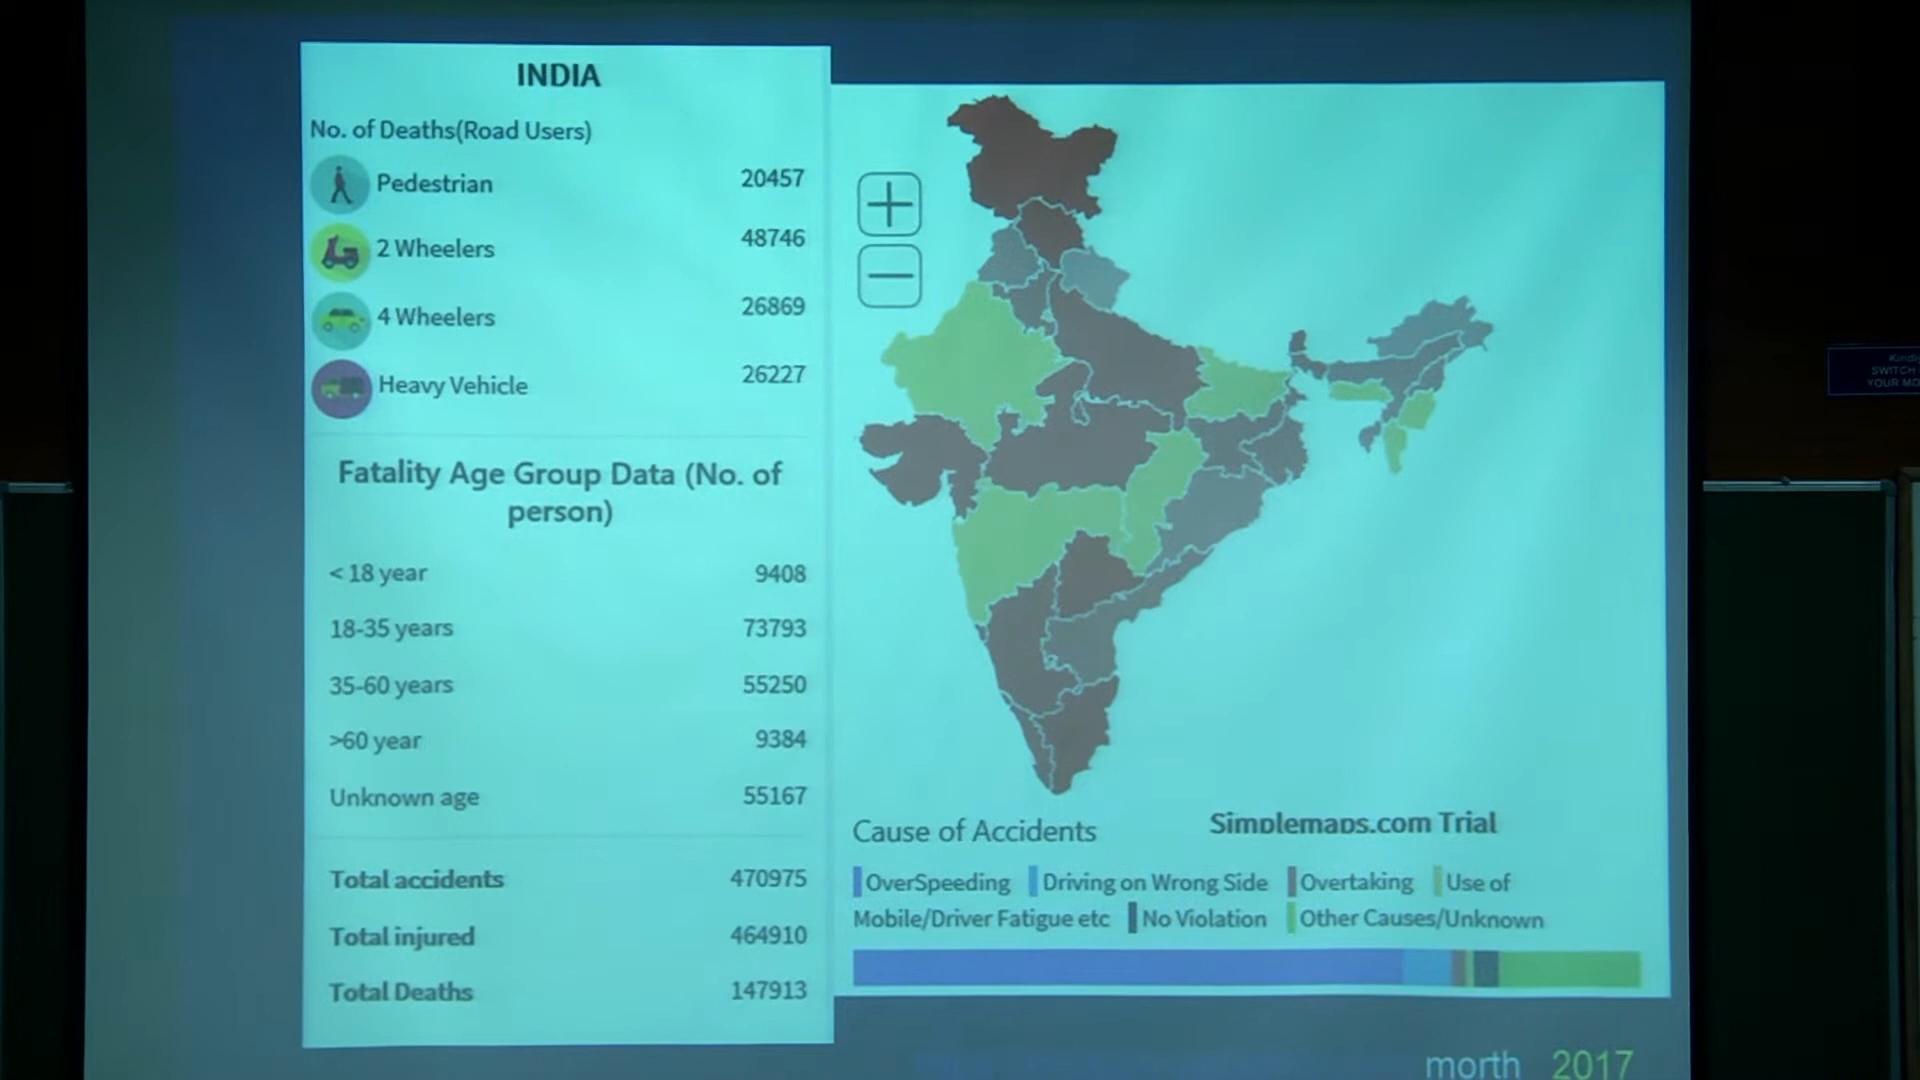 INDIA
No. of Deaths(Road Users)
Pedestrian 20457
2 Wheelers 48746
4 Wheelers 26869
Heavy Vehicle 26227
Fatality Age Group Data (No. of
person)
< 18 year 9408
18-35 years 73793
35-60 years 55250
>60 year 9384
Unknown age 55167
Total accidents 470975
Total injured 464910
Total Deaths 147913
Simplemaps.com Trial
Cause of Accidents
OverSpeeding Driving on Wrong Side Overtaking Use of
Mobile/Driver Fatigue etc No Violation Other Causes/Unknown
morth 2017
SWITCH
YOUR MO